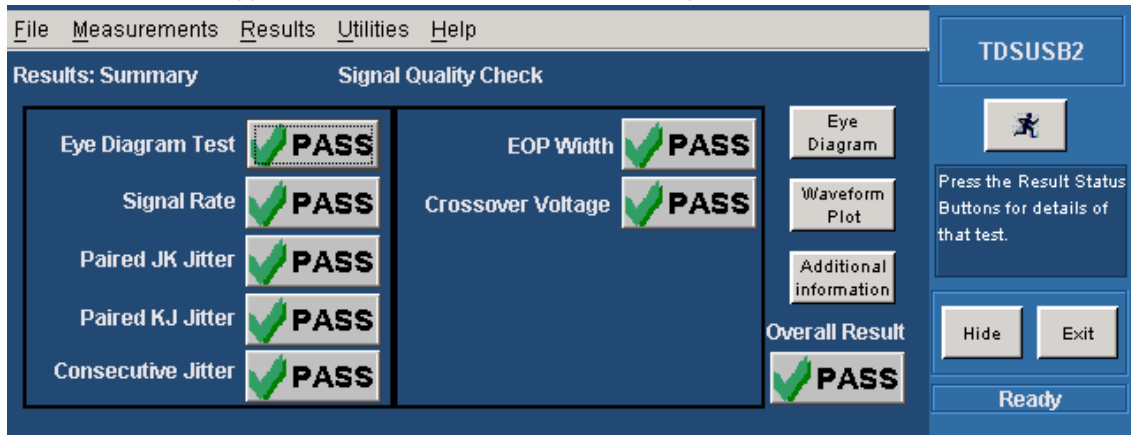 File Measurements Results Utilities Help
TDSUSB2
Results: Summary Signal Quality Check
Eye Diagram Test PASS
Signal Rate PASS
Paired JK Jitter PASS
Paired KJ Jitter PASS
Consecutive Jitter PASS
EOP Width PASS
Crossover Voltage PASS
Eye
Diagram
Waveform
Plot
Additional
information
Overall Result
PASS
Press the Result Status
Buttons for details of
that test.
Hide Exit
Ready